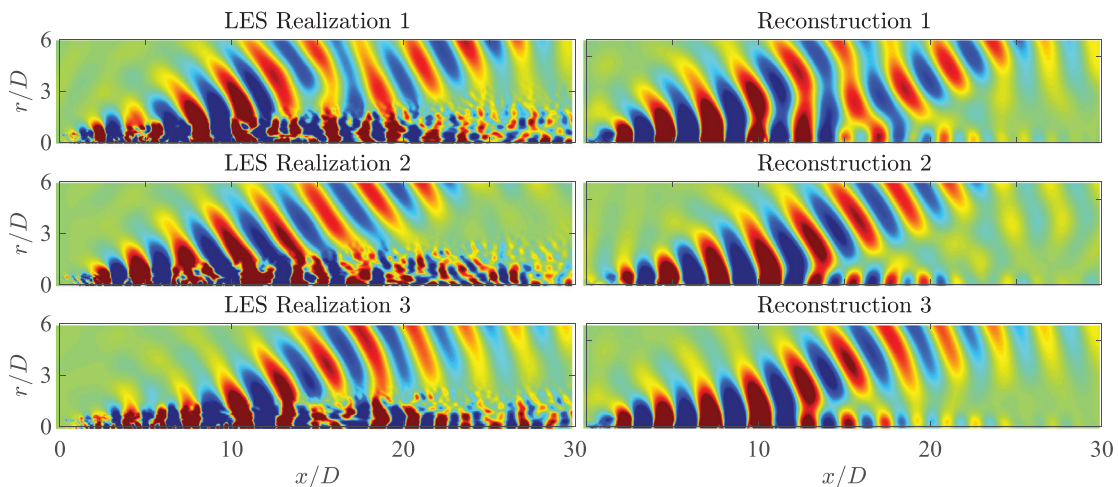 LES Realization 1 Reconstruction 1
6
3
0
r/D
LES Realization 2 Reconstruction 2
6
3
0
r/D
LES Realization 3 Reconstruction 3
6
3
0
r/D
0 10 20 30 10 20 30
x/D x/D